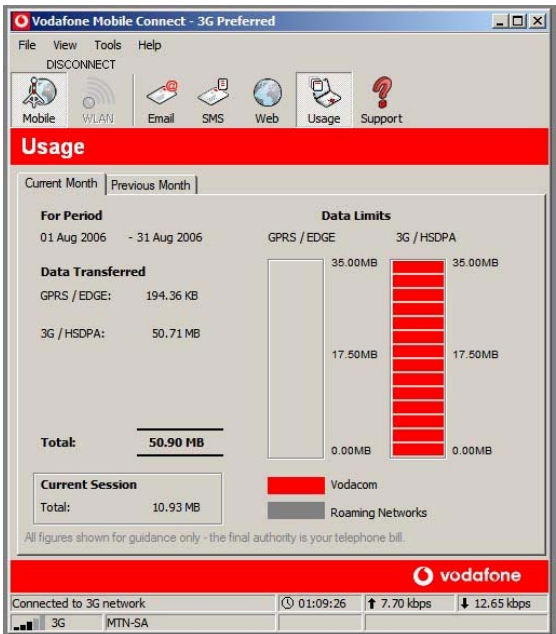 Vodafone Mobile Connect - 3G Preferred
File View Tools Help
DISCONNECT
Mobile WLAN Email SMS Web Usage Support
Usage
Current Month Previous Month
For Period
01 Aug 2006 - 31 Aug 2006
Data Transferred
GPRS / EDGE: 194.36 KB
3G / HSDPA: 50.71 MB
Total: 50.90 MB
Current Session
Total: 10.93 MB
Data Limits
GPRS / EDGE 3G / HSDPA
35.00MB 35.00MB
17.50MB 17.50MB
0.00MB 0.00MB
Vodacom
Roaming Networks
All figures shown for guidance only - the final authority is your telephone bill.
vodafone
Connected to 3G network 01:09:26 7.70 kbps 12.65 kbps
3G MTN-SA